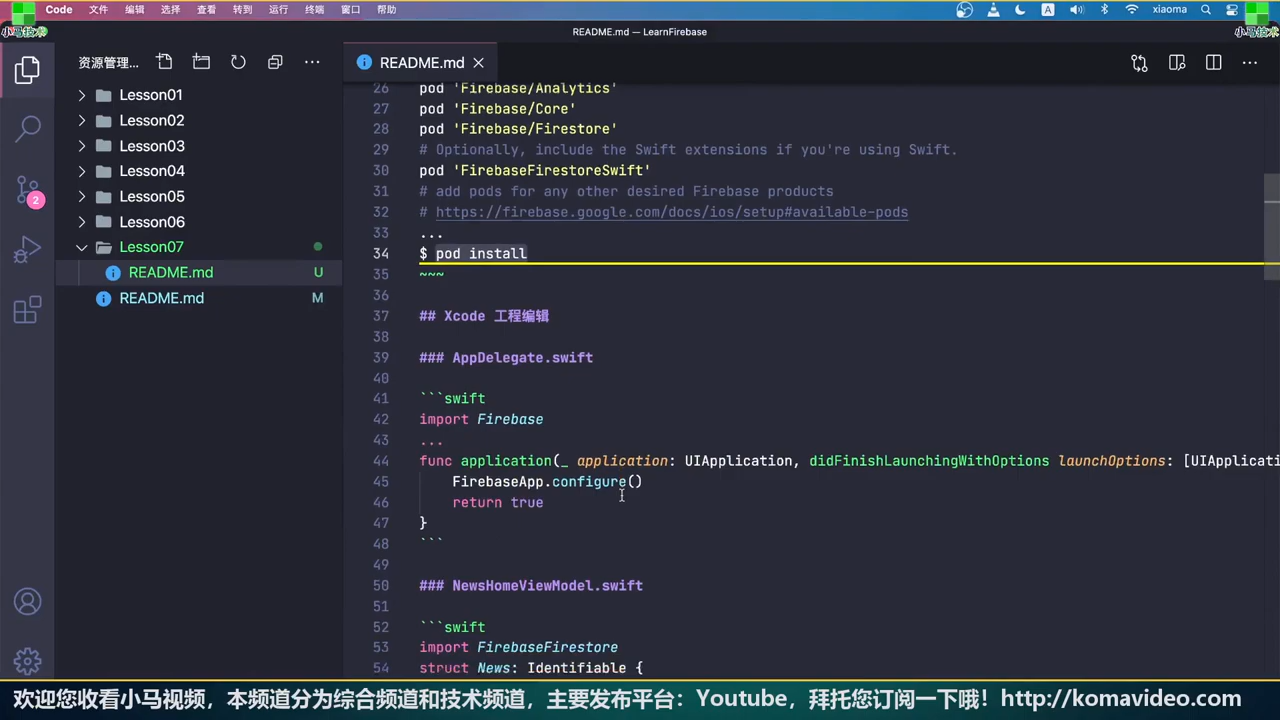 Code 文件 编辑 选择 查看 转到 运行 终端 窗口 帮助 A xiaoma
小马技术
README.md — LearnFirebase
小马技术
资源管理...
README.md
Lesson01
Lesson02
Lesson03
Lesson04
Lesson05
Lesson06
Lesson07
README.md U
README.md M
2
26 pod 'Firebase/Analytics'
27 pod 'Firebase/Core'
28 pod 'Firebase/Firestore'
29 # Optionally, include the Swift extensions if you're using Swift.
30 pod 'FirebaseFirestoreSwift'
31 # add pods for any other desired Firebase products
32 # https://firebase.google.com/docs/ios/setup#available-pods
33 ...
34 $ pod install
35 ~~~
36
37 ## Xcode 工程编辑
38
39 ### AppDelegate.swift
40
41 ```swift
42 import Firebase
43 ...
44 func application(_ application: UIApplication, didFinishLaunchingWithOptions launchOptions: [UIApplicati
45 FirebaseApp.configure()
46 return true
47 }
48 ```
49
50 ### NewsHomeViewModel.swift
51
52 ```swift
53 import FirebaseFirestore
54 struct News: Identifiable {
欢迎您收看小马视频，本频道分为综合频道和技术频道，主要发布平台：Youtube，拜托您订阅一下哦！http://komavideo.com